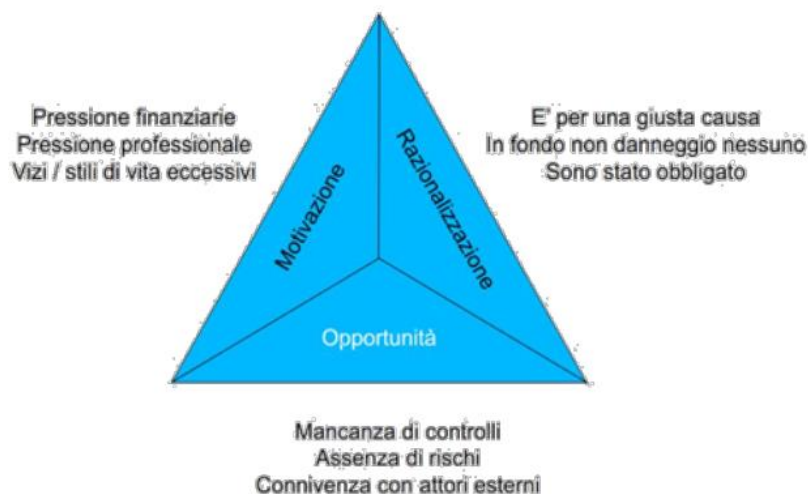 Pressione finanziarie
Pressione professionale
Vizi / stili di vita eccessivi
E' per una giusta causa
In fondo non danneggio nessuno
Sono stato obbligato
Motivazione
Razionalizzazione
Opportunità
Mancanza di controlli
Assenza di rischi
Connivenza con attori esterni